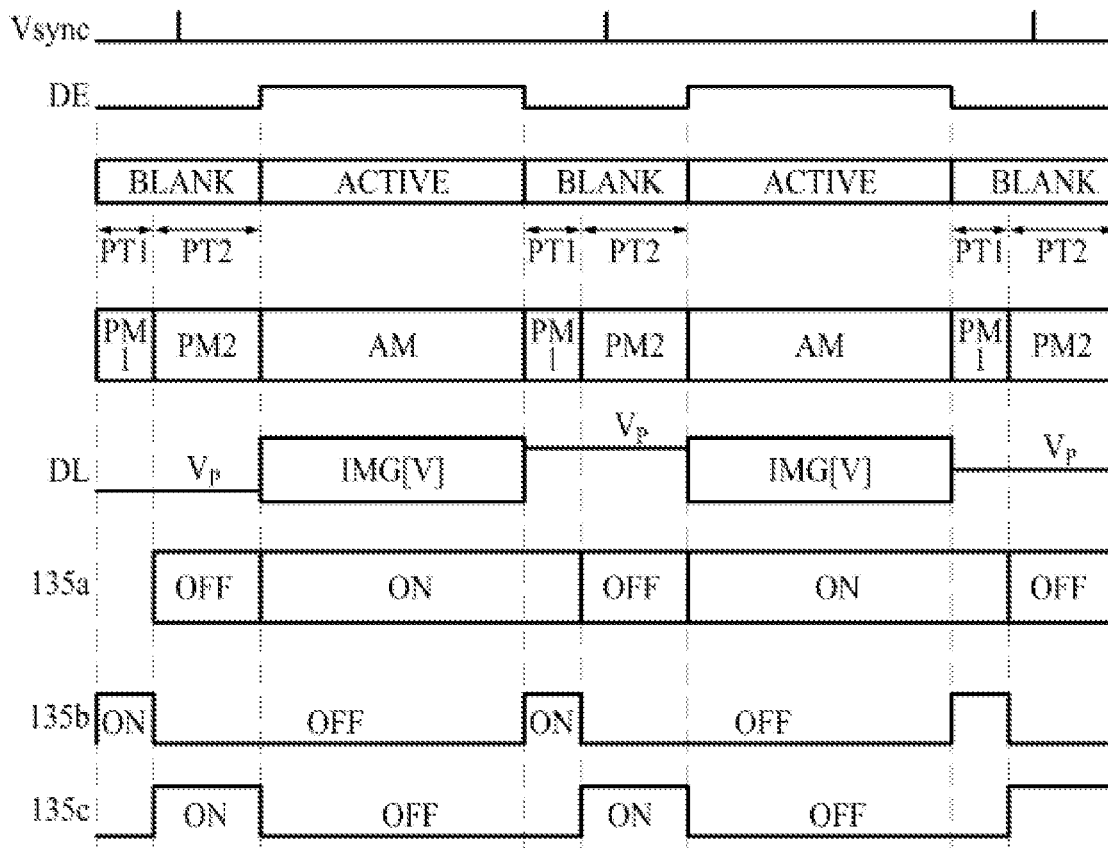 Vsync
DE
BLANK ACTIVE BLANK ACTIVE BLANK
PT1 PT2 PT1 PT2 PT1 PT2
PM1 PM2 AM PM1 PM2 AM PM1 PM2
DL Vp IMG[V] Vp IMG[V] Vp
135a OFF ON OFF ON OFF
135b ON OFF ON OFF
135c ON OFF ON OFF